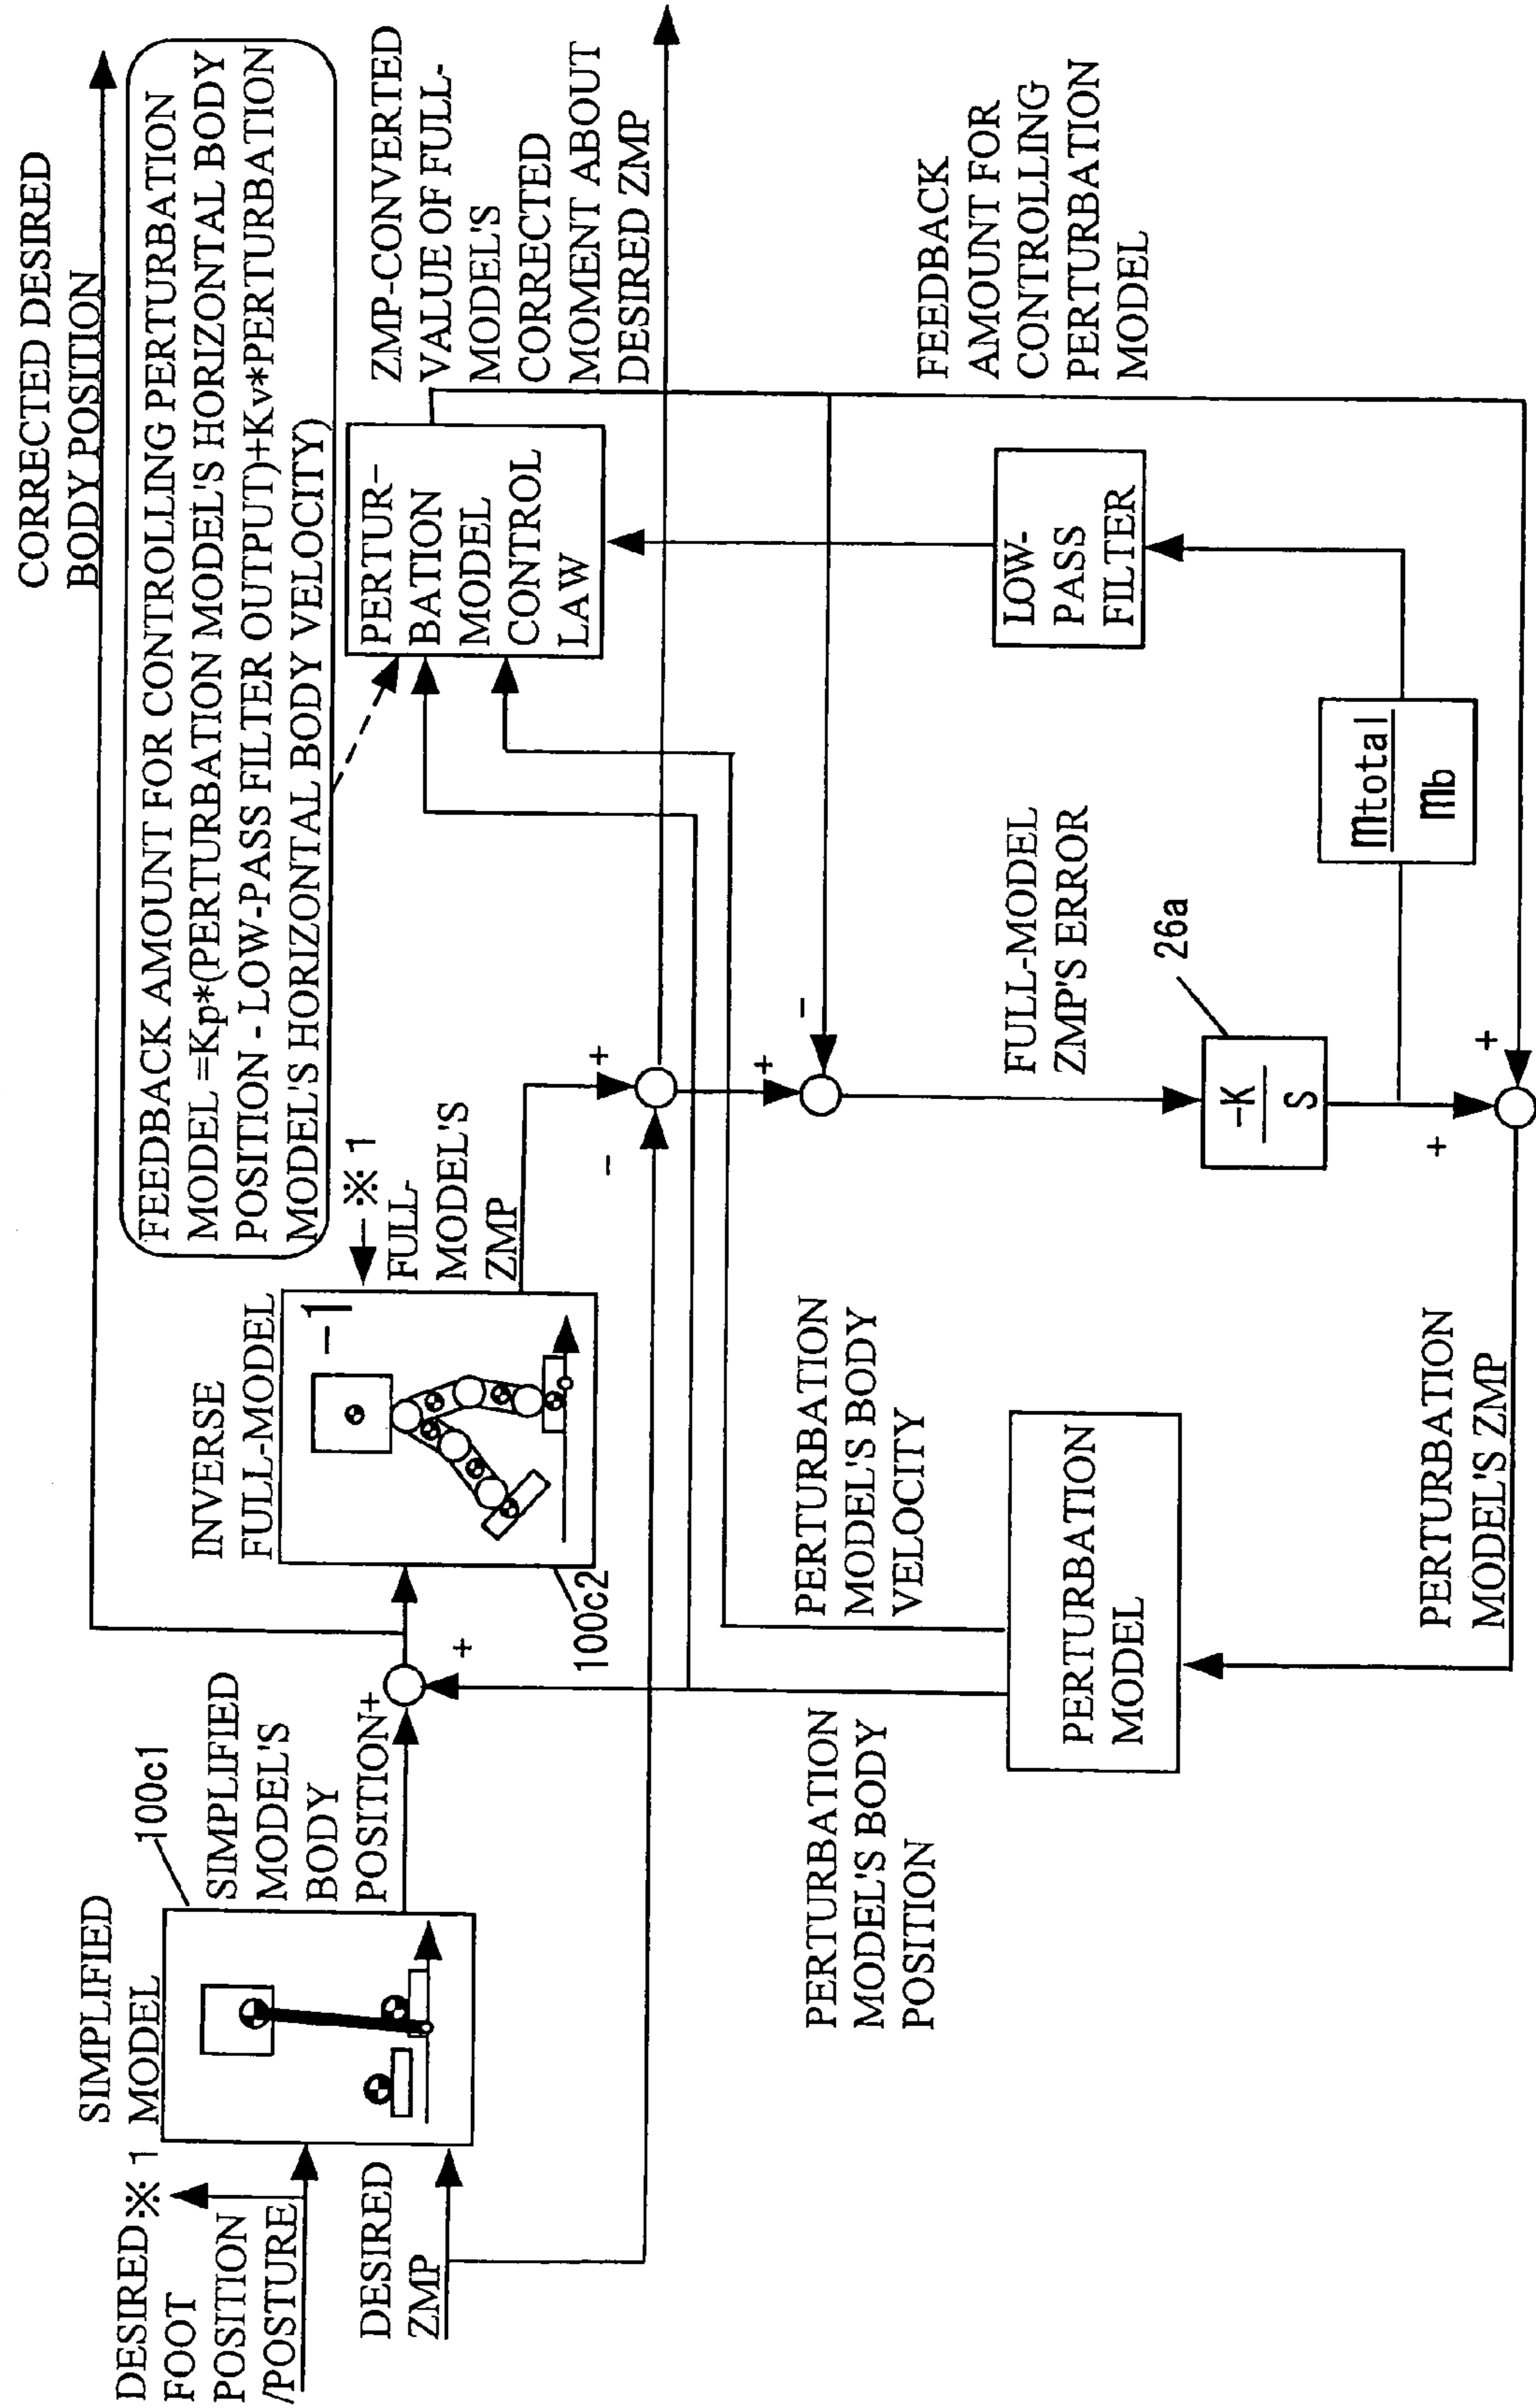 CORRECTED DESIRED
BODY POSITION
FEEDBACK AMOUNT FOR CONTROLLING PERTURBATION
MODEL =Kp*(PERTURBATION MODEL'S HORIZONTAL BODY
POSITION - LOW-PASS FILTER OUTPUT)+Kv*PERTURBATION
MODEL'S HORIZONTAL BODY VELOCITY)
DESIRED
FOOT
POSITION
/POSTURE
※1
DESIRED
ZMP
SIMPLIFIED
MODEL
100c1
SIMPLIFIED
MODEL'S
BODY
POSITION
+
+
INVERSE
FULL-MODEL
-1
100c2
※1
FULL-
MODEL'S
ZMP
+
-
PERTUR-
BATION
MODEL
CONTROL
LAW
ZMP-CONVERTED
VALUE OF FULL-
MODEL'S
CORRECTED
MOMENT ABOUT
DESIRED ZMP
+
-
PERTURBATION
MODEL'S BODY
POSITION
PERTURBATION
MODEL'S BODY
VELOCITY
PERTURBATION
MODEL
FULL-MODEL
ZMP'S ERROR
26a
-K
S
LOW-
PASS
FILTER
FEEDBACK
AMOUNT FOR
CONTROLLING
PERTURBATION
MODEL
mtotal
mb
+
+
PERTURBATION
MODEL'S ZMP